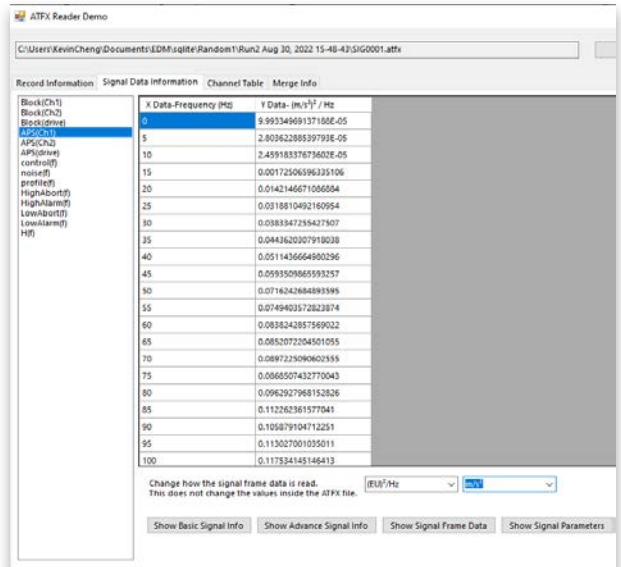 ATFX Reader Demo
C:\Users\KevinCheng\Documents\EDM\sqlite\Random1\Run2 Aug 30, 2022 15-48-43\SIG0001.atfx
Record Information Signal Data Information Channel Table Merge Info
Block(Ch1)
Block(Ch2)
Block(drive)
APS(Ch1)
APS(Ch2)
APS(drive)
control(f)
noise(f)
profile(f)
HighAbort(f)
HighAlarm(f)
LowAbort(f)
LowAlarm(f)
H(f)
X Data-Frequency (Hz) Y Data- (m/s²)² / Hz
0 9.99334969137188E-05
5 2.80362288539793E-05
10 2.45918337673602E-05
15 0.00172506596335106
20 0.0142146671086884
25 0.0318810492160954
30 0.0383347255427507
35 0.0443620307918038
40 0.0511436664980296
45 0.0593509865593257
50 0.0716242684893595
55 0.0749403572823874
60 0.0838242857569022
65 0.0852072204501055
70 0.0897225090602555
75 0.0868507432770043
80 0.0962927968152826
85 0.112262361577041
90 0.105879104712251
95 0.113027001035011
100 0.117534145146413
Change how the signal frame data is read.
This does not change the values inside the ATFX file.
(EU)²/Hz m/s²
Show Basic Signal Info Show Advance Signal Info Show Signal Frame Data Show Signal Parameters